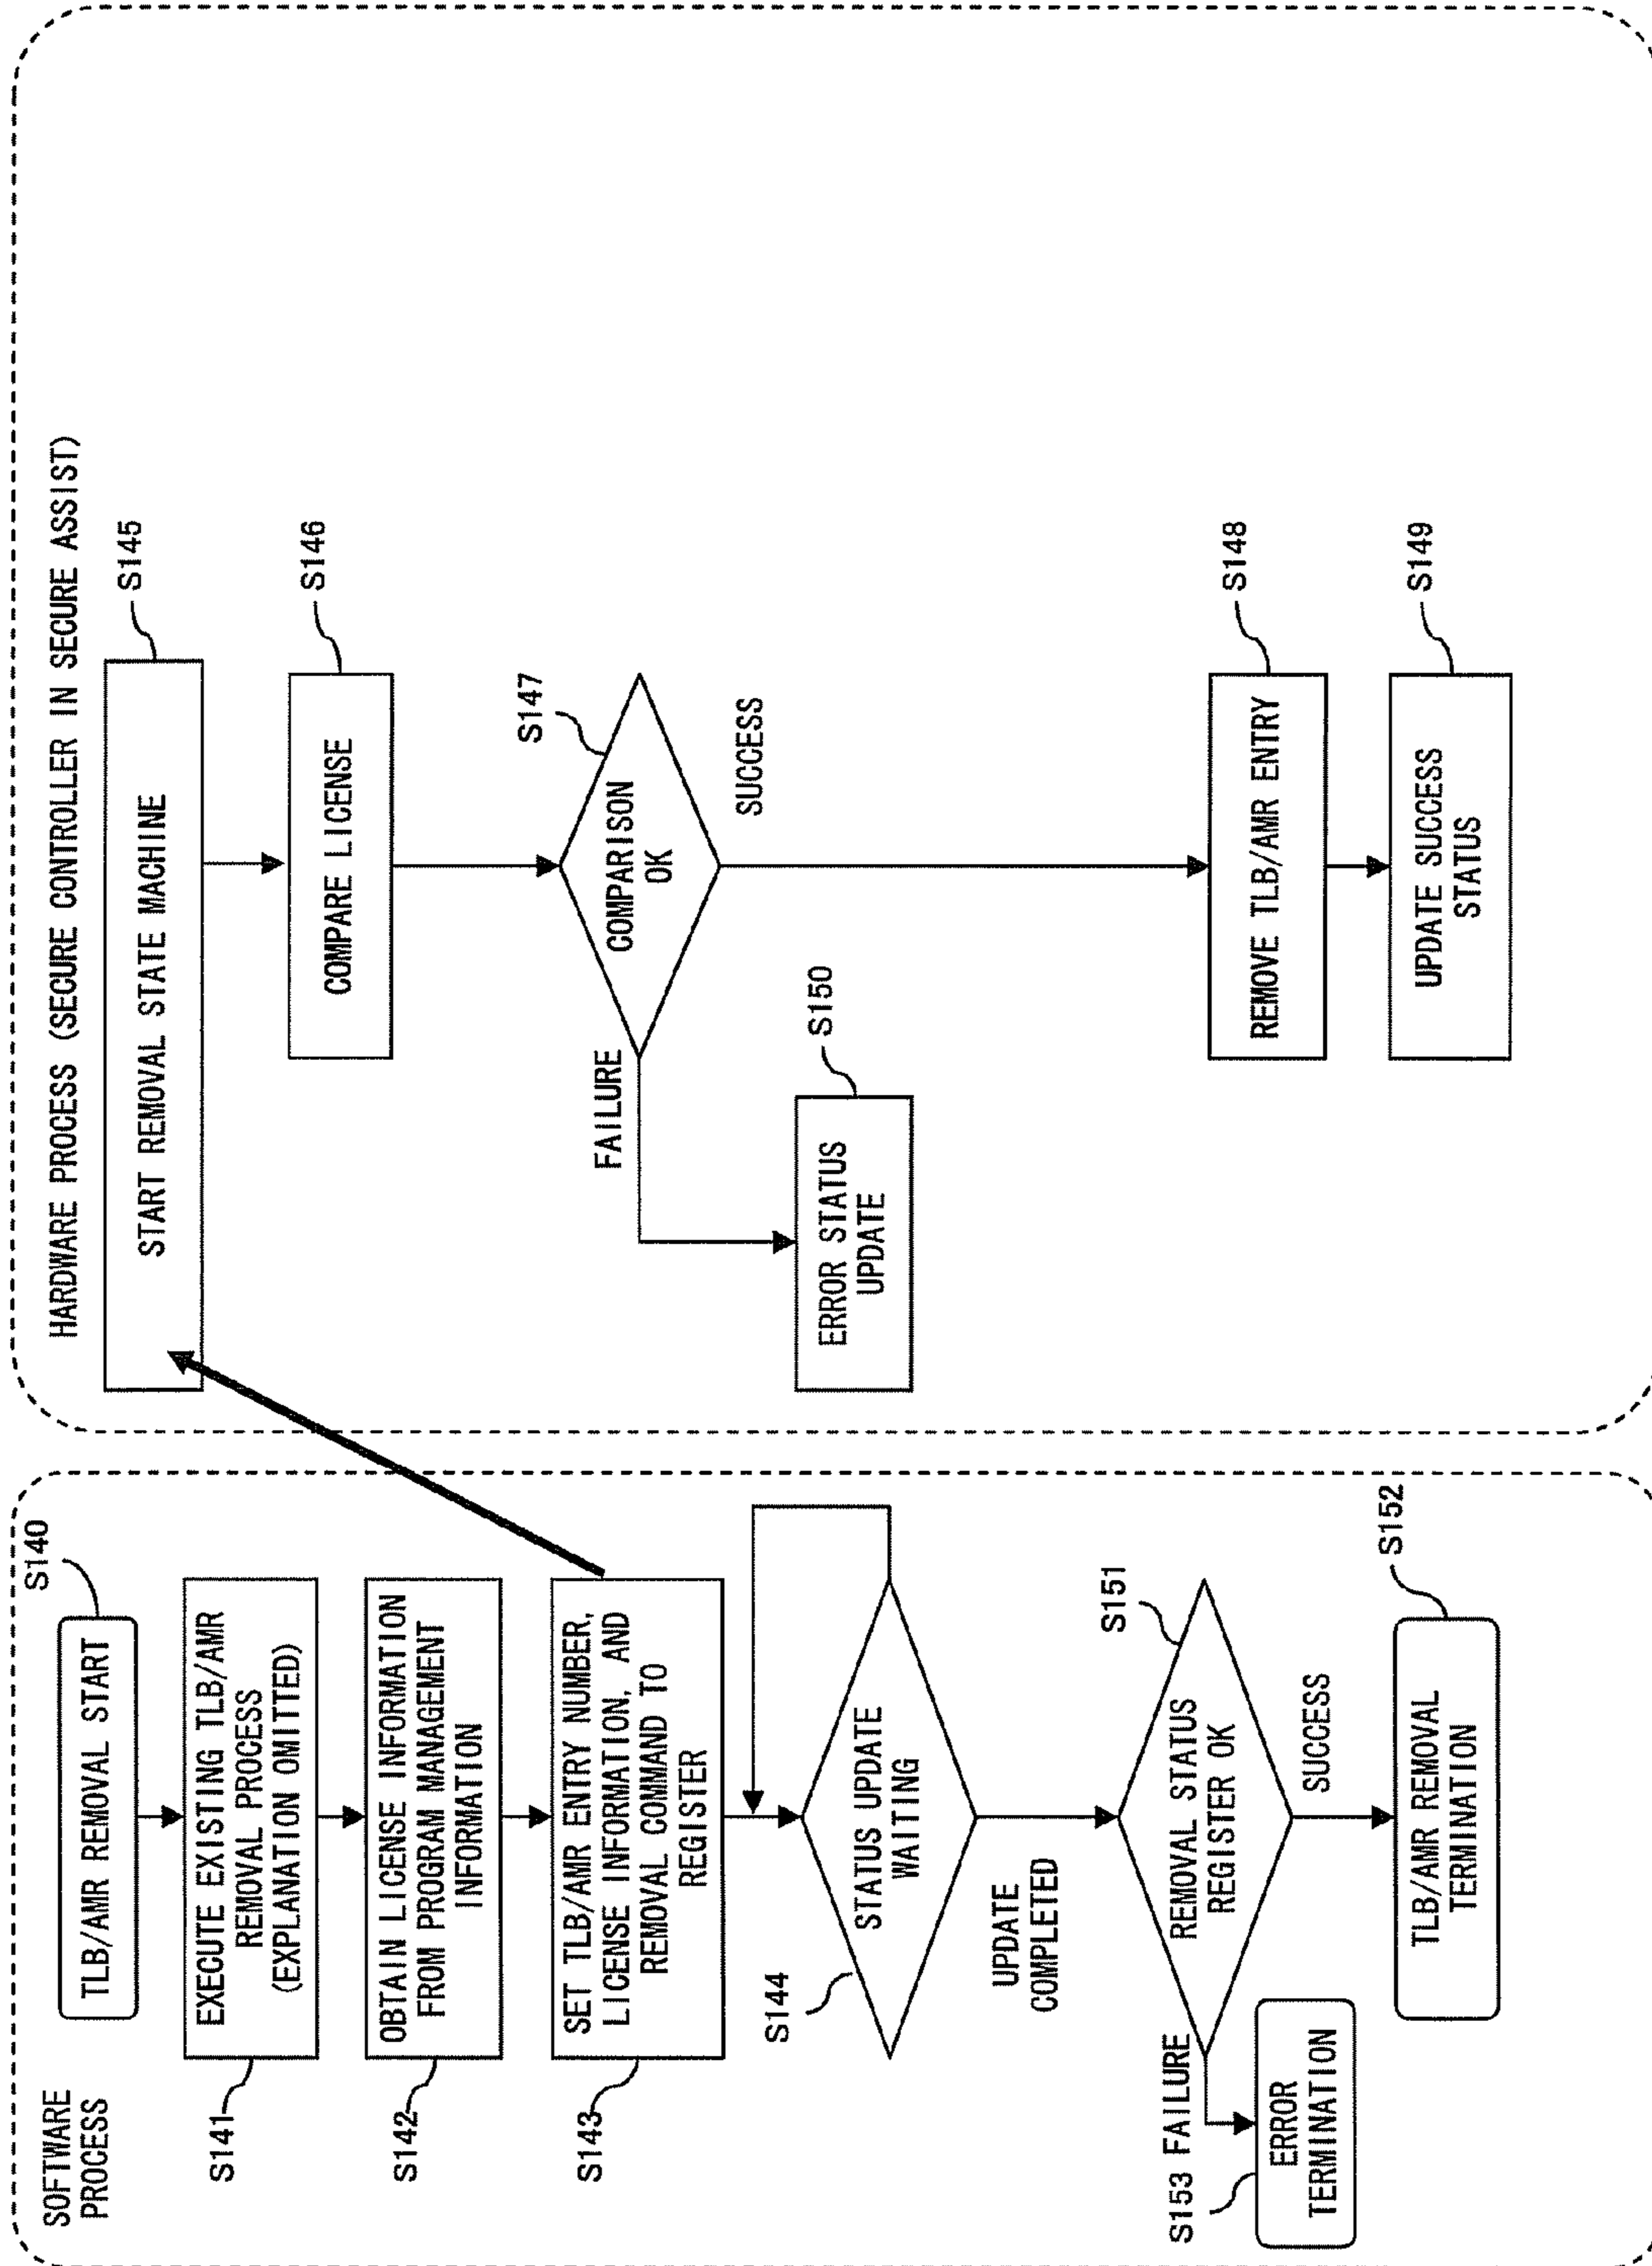 SOFTWARE
PROCESS
S140
TLB/AMR REMOVAL START
S141
EXECUTE EXISTING TLB/AMR
REMOVAL PROCESS
(EXPLANATION OMITTED)
S142
OBTAIN LICENSE INFORMATION
FROM PROGRAM MANAGEMENT
INFORMATION
S143
SET TLB/AMR ENTRY NUMBER,
LICENSE INFORMATION, AND
REMOVAL COMMAND TO
REGISTER
S144
STATUS UPDATE
WAITING
UPDATE
COMPLETED
S151
REMOVAL STATUS
REGISTER OK
S153 FAILURE
SUCCESS
ERROR
TERMINATION
S152
TLB/AMR REMOVAL
TERMINATION
HARDWARE PROCESS (SECURE CONTROLLER IN SECURE ASSIST)
S145
START REMOVAL STATE MACHINE
S146
COMPARE LICENSE
S147
COMPARISON
OK
FAILURE
SUCCESS
S150
ERROR STATUS
UPDATE
S148
REMOVE TLB/AMR ENTRY
S149
UPDATE SUCCESS
STATUS